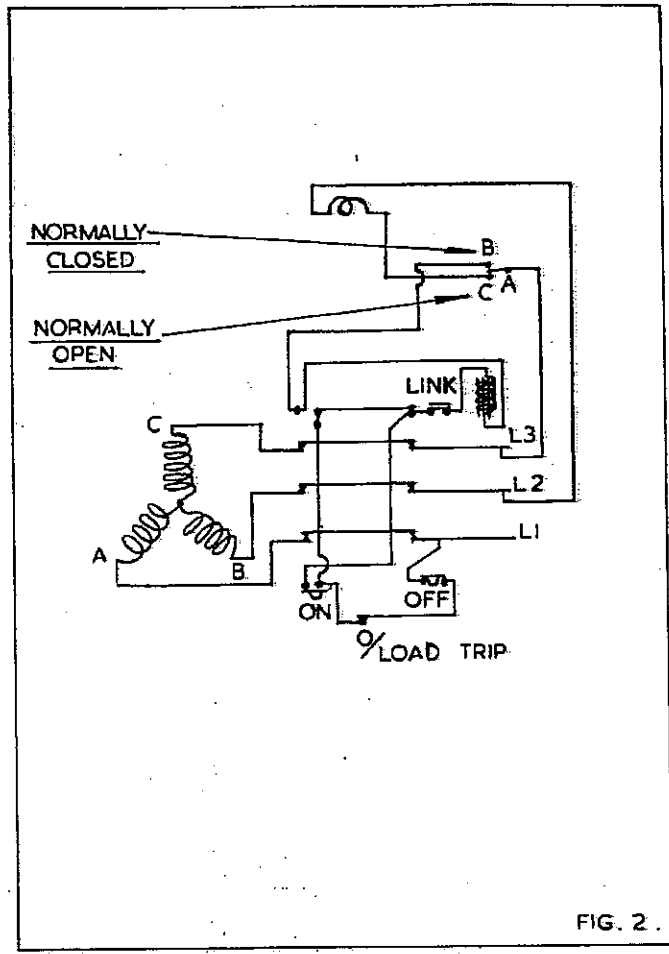 NORMALLY
CLOSED
B
A
C
NORMALLY
OPEN
LINK
C
L3
L2
L1
A
B
ON
OFF
O/LOAD TRIP
FIG. 2.